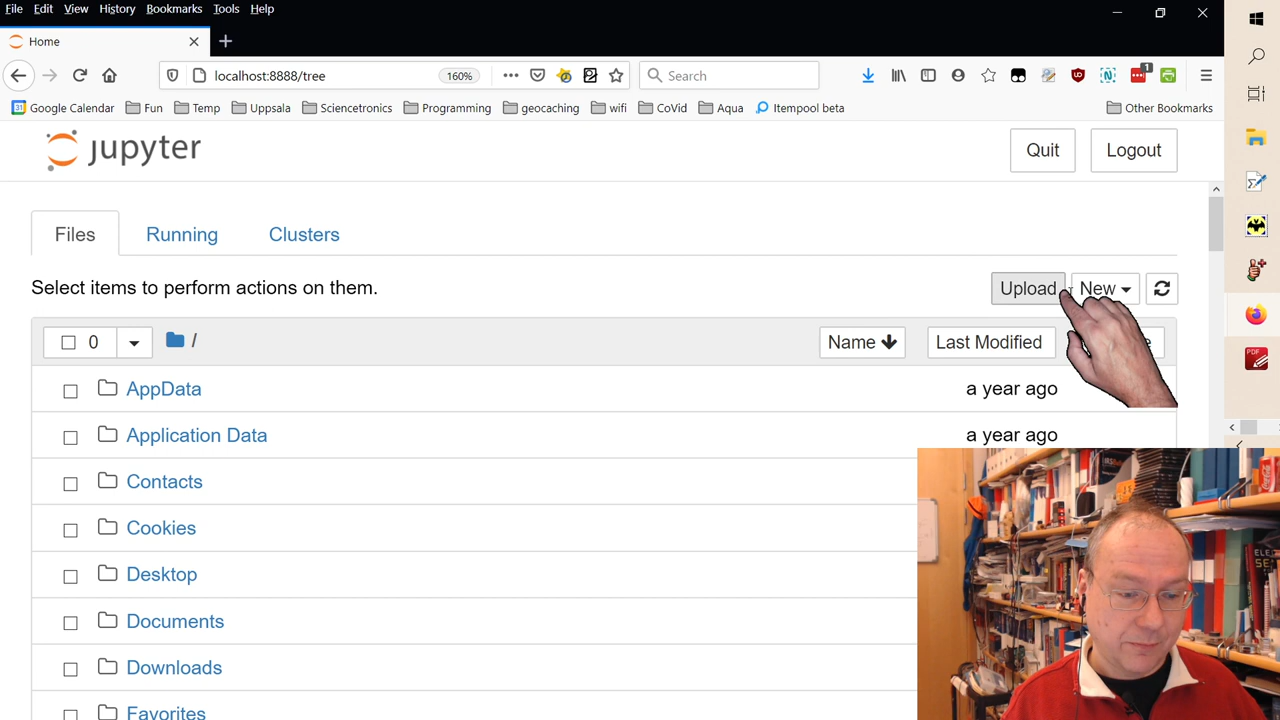 File Edit View History Bookmarks Tools Help
Home
localhost:8888/tree 160% Search
1
31 Google Calendar Fun Temp Uppsala Sciencetronics Programming geocaching wifi CoVid Aqua Itempool beta Other Bookmarks
jupyter Quit Logout
Files Running Clusters
Select items to perform actions on them. Upload New
0 / Name Last Modified
AppData a year ago
Application Data a year ago
Contacts
Cookies
Desktop
Documents
Downloads
Favorites
PDF